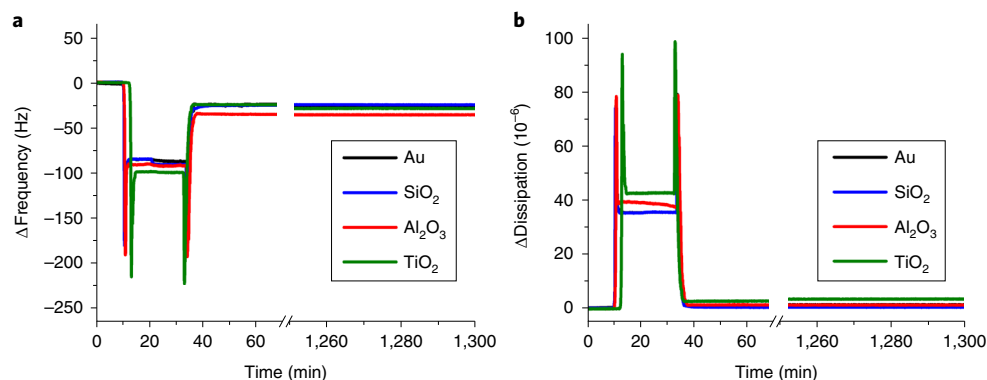 a
50
0
−50
−100
−150
−200
−250
ΔFrequency (Hz)
Au
SiO₂
Al₂O₃
TiO₂
0 20 40 60 1,260 1,280 1,300
Time (min)
b
100
80
60
40
20
0
ΔDissipation (10⁻⁶)
Au
SiO₂
Al₂O₃
TiO₂
0 20 40 60 1,260 1,280 1,300
Time (min)